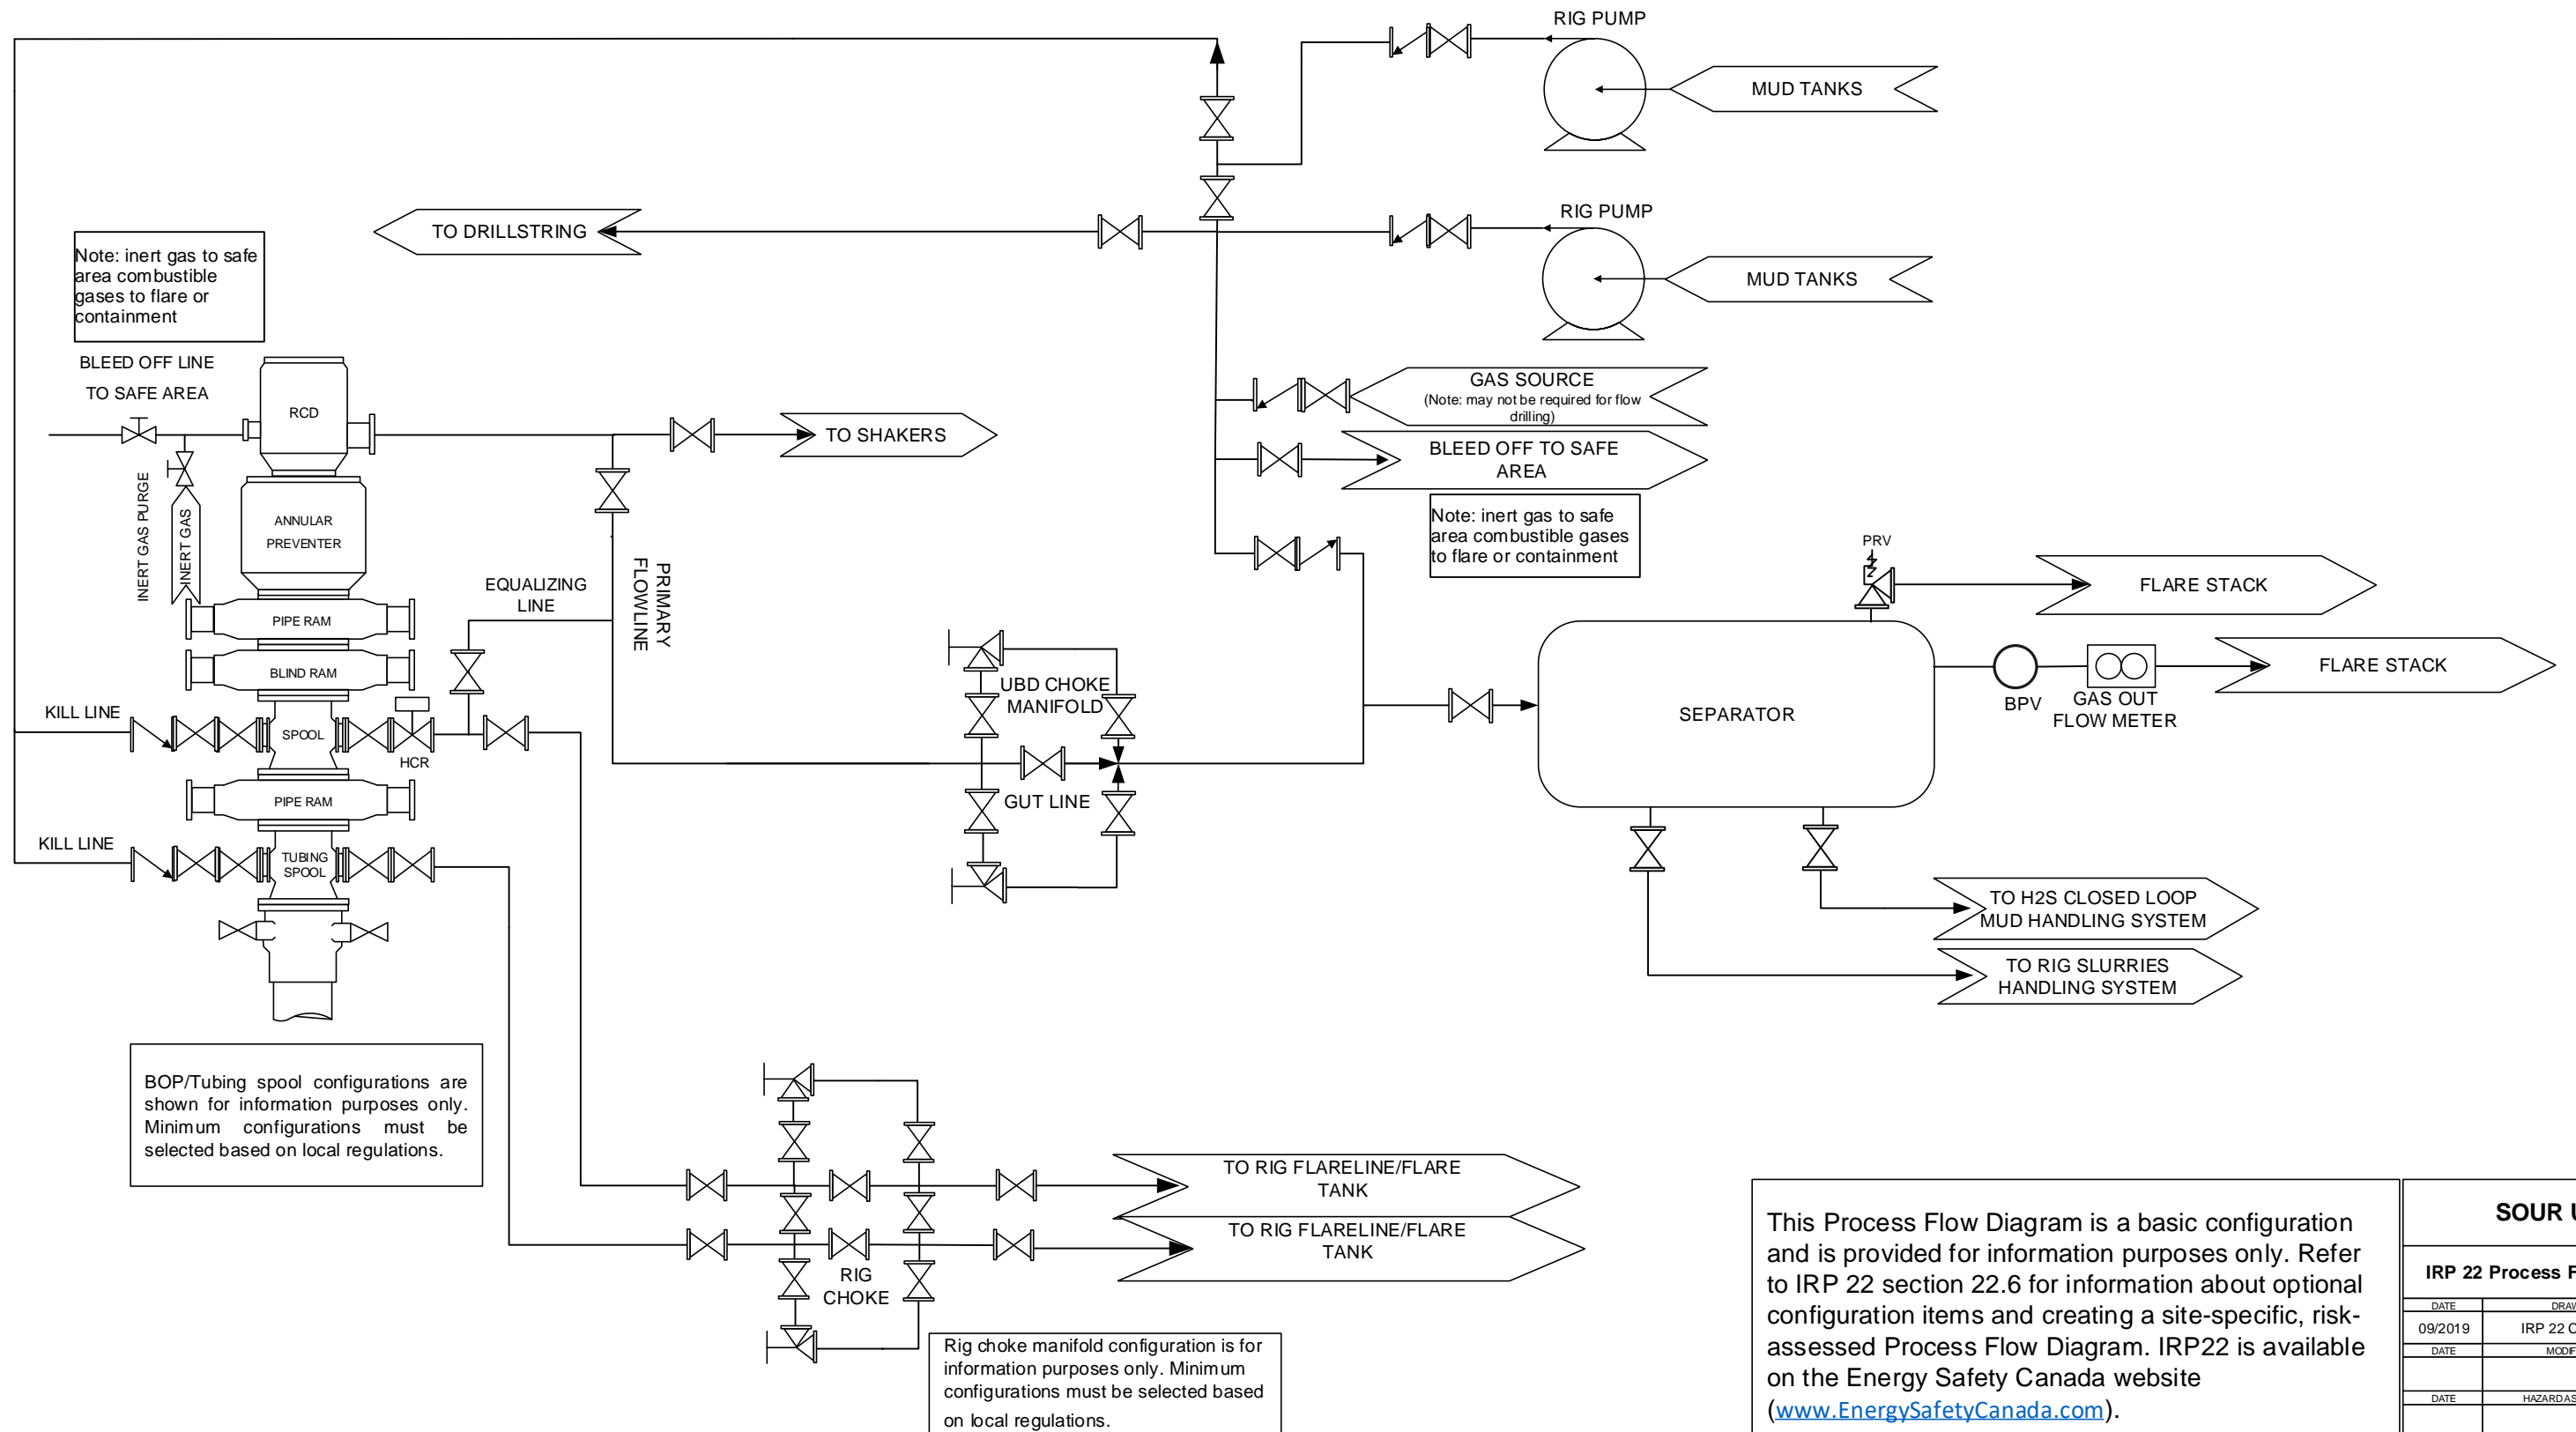 RIG PUMP
MUD TANKS
RIG PUMP
TO DRILLSTRING
MUD TANKS
Note: inert gas to safe
area combustible
gases to flare or
containment
BLEED OFF LINE
TO SAFE AREA
RCD
TO SHAKERS
GAS SOURCE
(Note: may not be required for flow
drilling)
BLEED OFF TO SAFE
AREA
Note: inert gas to safe
area combustible gases
to flare or containment
INERT GAS PURGE
INERT GAS
ANNULAR
PREVENTER
PRIMARY
FLOWLINE
EQUALIZING
LINE
PIPE RAM
BLIND RAM
KILL LINE
SPOOL
HCR
PIPE RAM
KILL LINE
TUBING
SPOOL
UBD CHOKE
MANIFOLD
GUT LINE
PRV
FLARE STACK
SEPARATOR
FLARE STACK
BPV
GAS OUT
FLOW METER
TO H2S CLOSED LOOP
MUD HANDLING SYSTEM
TO RIG SLURRIES
HANDLING SYSTEM
BOP/Tubing spool configurations are
shown for information purposes only.
Minimum configurations must be
selected based on local regulations.
TO RIG FLARELINE/FLARE
TANK
TO RIG FLARELINE/FLARE
TANK
RIG
CHOKE
Rig choke manifold configuration is for
information purposes only. Minimum
configurations must be selected based
on local regulations.
This Process Flow Diagram is a basic configuration
and is provided for information purposes only. Refer
to IRP 22 section 22.6 for information about optional
configuration items and creating a site-specific, risk-
assessed Process Flow Diagram. IRP22 is available
on the Energy Safety Canada website
(www.EnergySafetyCanada.com).
SOUR
IRP 22 Process
DATE
09/2019 IRP 22
DATE
DATE